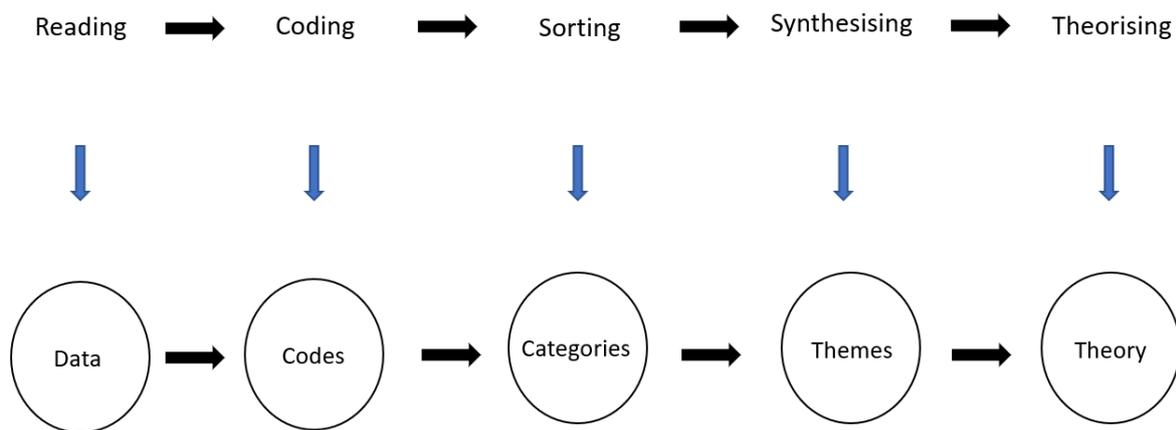 Reading
Coding
Sorting
Synthesising
Theorising
Data
Codes
Categories
Themes
Theory